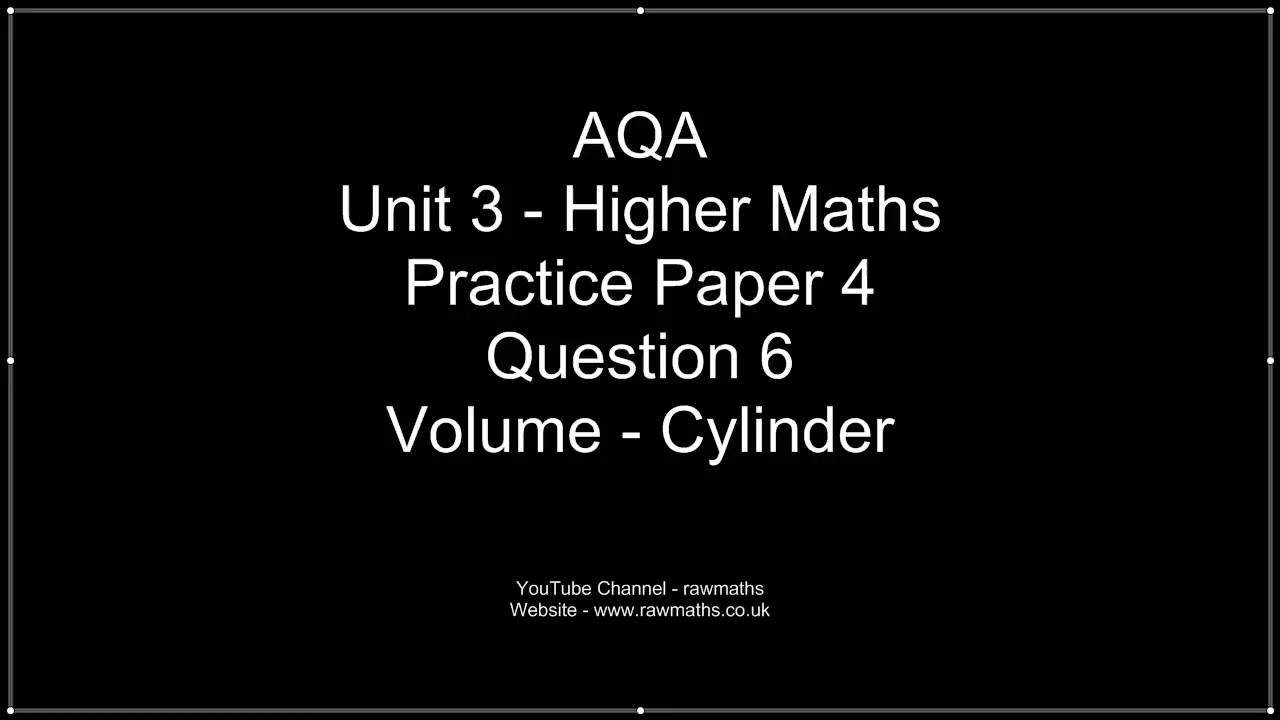 AQA
Unit 3 - Higher Maths
Practice Paper 4
Question 6
Volume - Cylinder
YouTube Channel - rawmaths
Website - www.rawmaths.co.uk